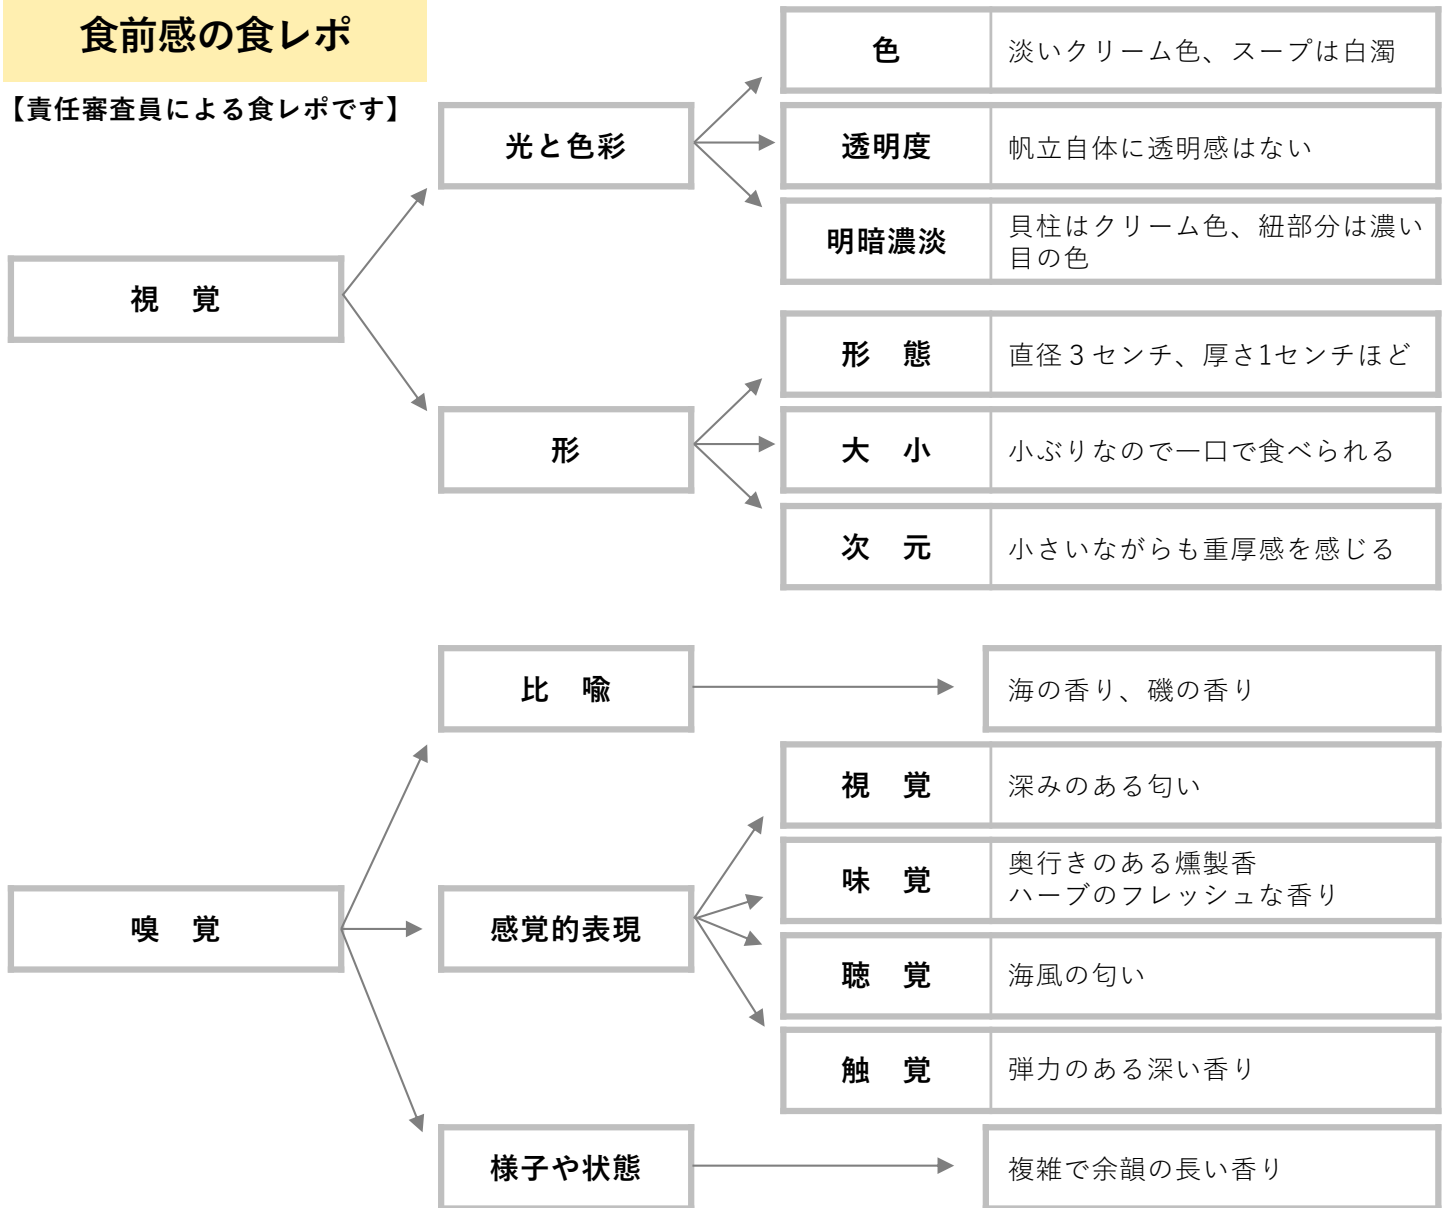 食前感の食レポ
【責任審査員による食レポです】
視　覚
光と色彩
色
淡いクリーム色、スープは白濁
透明度
帆立自体に透明感はない
明暗濃淡
貝柱はクリーム色、紐部分は濃い
目の色
形
形　態
直径３センチ、厚さ1センチほど
大　小
小ぶりなので一口で食べられる
次　元
小さいながらも重厚感を感じる
嗅　覚
比　喩
海の香り、磯の香り
感覚的表現
視　覚
深みのある匂い
味　覚
奥行きのある燻製香
ハーブのフレッシュな香り
聴　覚
海風の匂い
触　覚
弾力のある深い香り
様子や状態
複雑で余韻の長い香り